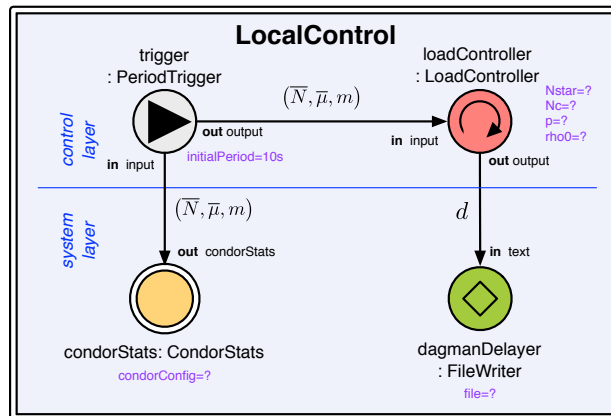 LocalControl
trigger
: PeriodTrigger
loadController
: LoadController
(N̅, μ̅, m)
Nstar=?
Nc=?
p=?
rho0=?
out output
in input
in input
initialPeriod=10s
out output
control
layer
system
layer
(N̅, μ̅, m)
d
out condorStats
in text
condorStats: CondorStats
condorConfig=?
dagmanDelayer
: FileWriter
file=?